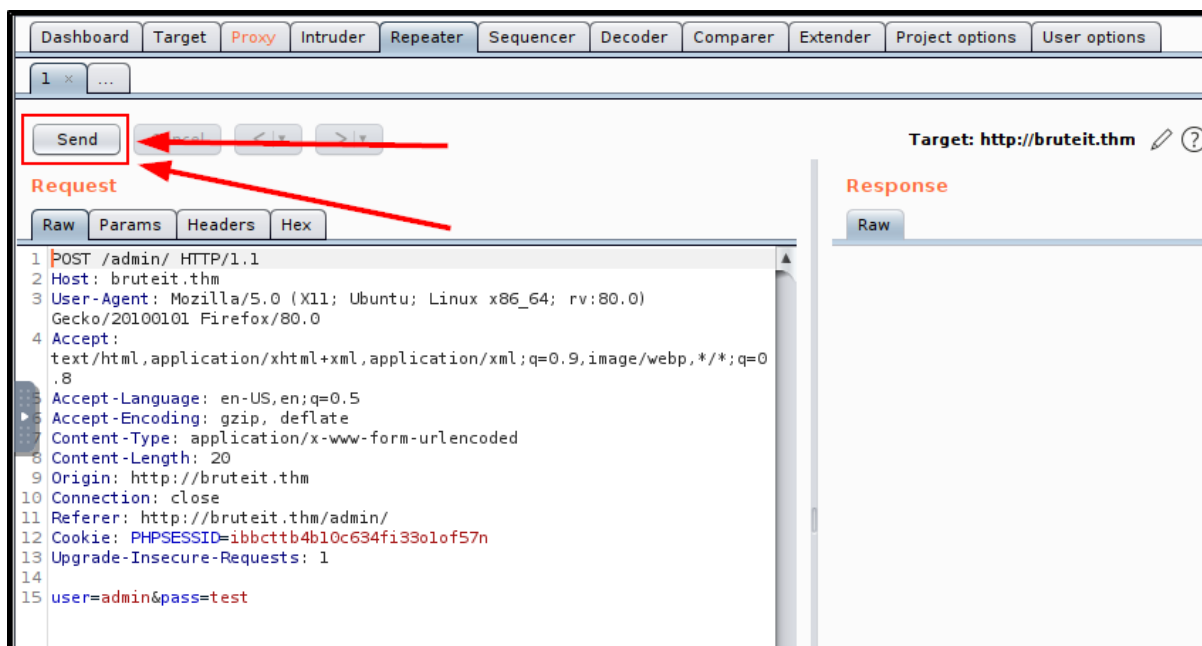 Dashboard Target Proxy Intruder Repeater Sequencer Decoder Comparer Extender Project options User options
1 × ...
Send Cancel < | ▾ > | ▾ Target: http://bruteit.thm ?
Request Response
Raw Params Headers Hex Raw
1 POST /admin/ HTTP/1.1
2 Host: bruteit.thm
3 User-Agent: Mozilla/5.0 (X11; Ubuntu; Linux x86_64; rv:80.0)
Gecko/20100101 Firefox/80.0
4 Accept:
text/html,application/xhtml+xml,application/xml;q=0.9,image/webp,*/*;q=0
.8
5 Accept-Language: en-US,en;q=0.5
6 Accept-Encoding: gzip, deflate
7 Content-Type: application/x-www-form-urlencoded
8 Content-Length: 20
9 Origin: http://bruteit.thm
10 Connection: close
11 Referer: http://bruteit.thm/admin/
12 Cookie: PHPSESSID=ibbcttb4bl0c634fi33olof57n
13 Upgrade-Insecure-Requests: 1
14
15 user=admin&pass=test